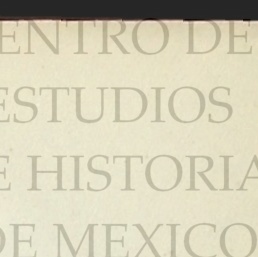 ENTRO DE
ESTUDIOS
E HISTORIA
DE MEXICO